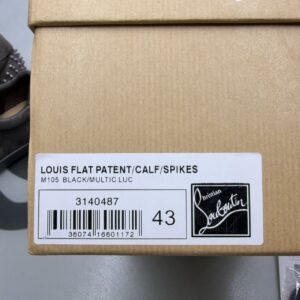 LOUIS FLAT PATENT/CALF/SPIKES
M105 BLACK/MULTIC LUC
3140487
43
36074 16601172
Christian
Louboutin